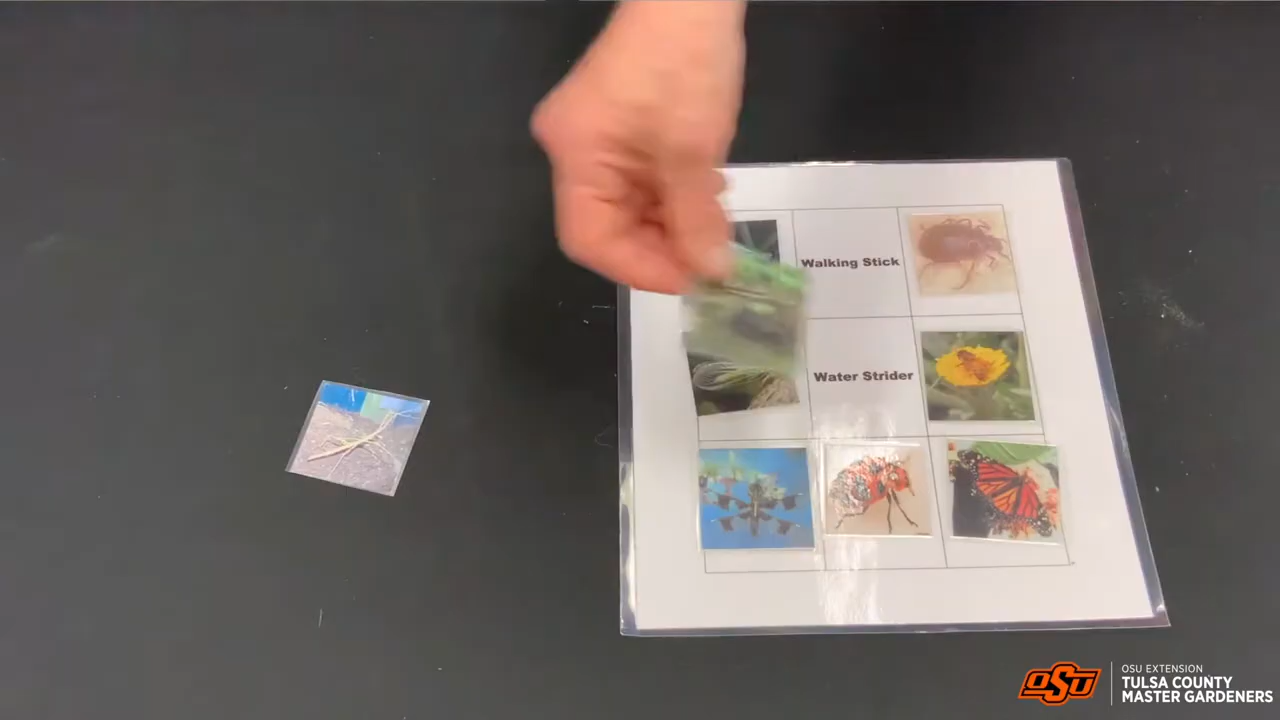 Walking Stick
Water Strider
OSU
OSU EXTENSION
TULSA COUNTY
MASTER GARDENERS